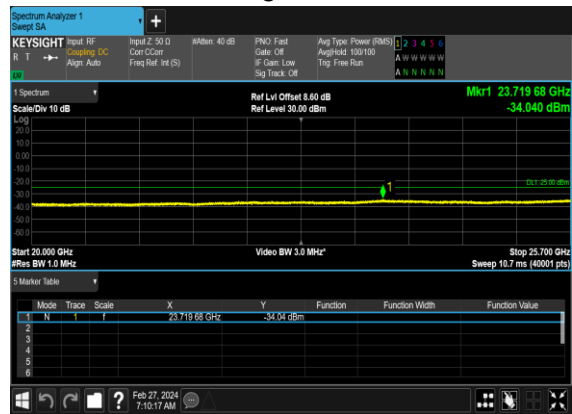 Spectrum Analyzer 1
Swept SA
+
KEYSIGHT Input: RF Input Z: 50 Ω #Atten: 40 dB PNO: Fast Avg Type: Power (RMS) 1 2 3 4 5 6
R T Coupling: DC Corr CCorr Gate: Off Avg|Hold: 100/100 A W W W W W
Align: Auto Freq Ref: Int (S) IF Gain: Low Trig: Free Run
Sig Track: Off A N N N N N
1 Spectrum Ref Lvl Offset 8.60 dB Mkr1 23.719 68 GHz
Scale/Div 10 dB Ref Level 30.00 dBm -34.040 dBm
Log
20.0
10.0
0.00
-10.0
-20.0
1
DL1 -25.00 dBm
-30.0
-40.0
-50.0
-60.0
Start 20.000 GHz Video BW 3.0 MHz* Stop 25.700 GHz
#Res BW 1.0 MHz Sweep 10.7 ms (40001 pts)
5 Marker Table
Mode Trace Scale X Y Function Function Width Function Value
1 N 1 f 23.719 68 GHz -34.04 dBm
2
3
4
5
6
? Feb 27, 2024
7:10:17 AM